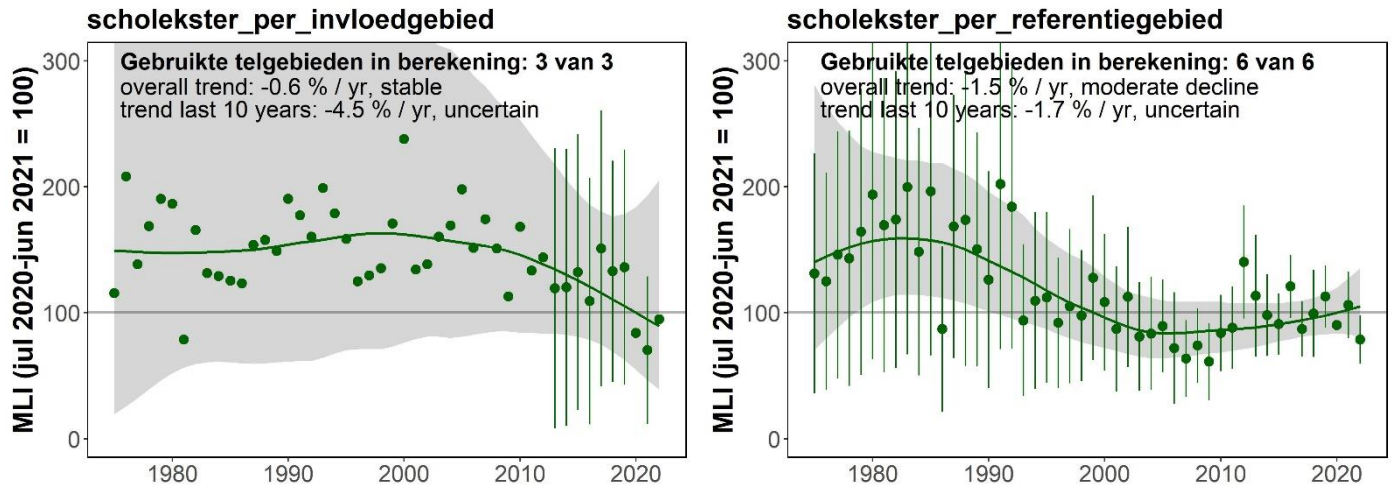 scholekster_per_invloedgebied
Gebruikte telgebieden in berekening: 3 van 3
overall trend: -0.6 % / yr, stable
trend last 10 years: -4.5 % / yr, uncertain
MLI (jul 2020-jun 2021 = 100)
300
200
100
0
1980
1990
2000
2010
2020
scholekster_per_referentiegebied
Gebruikte telgebieden in berekening: 6 van 6
overall trend: -1.5 % / yr, moderate decline
trend last 10 years: -1.7 % / yr, uncertain
MLI (jul 2020-jun 2021 = 100)
300
200
100
0
1980
1990
2000
2010
2020